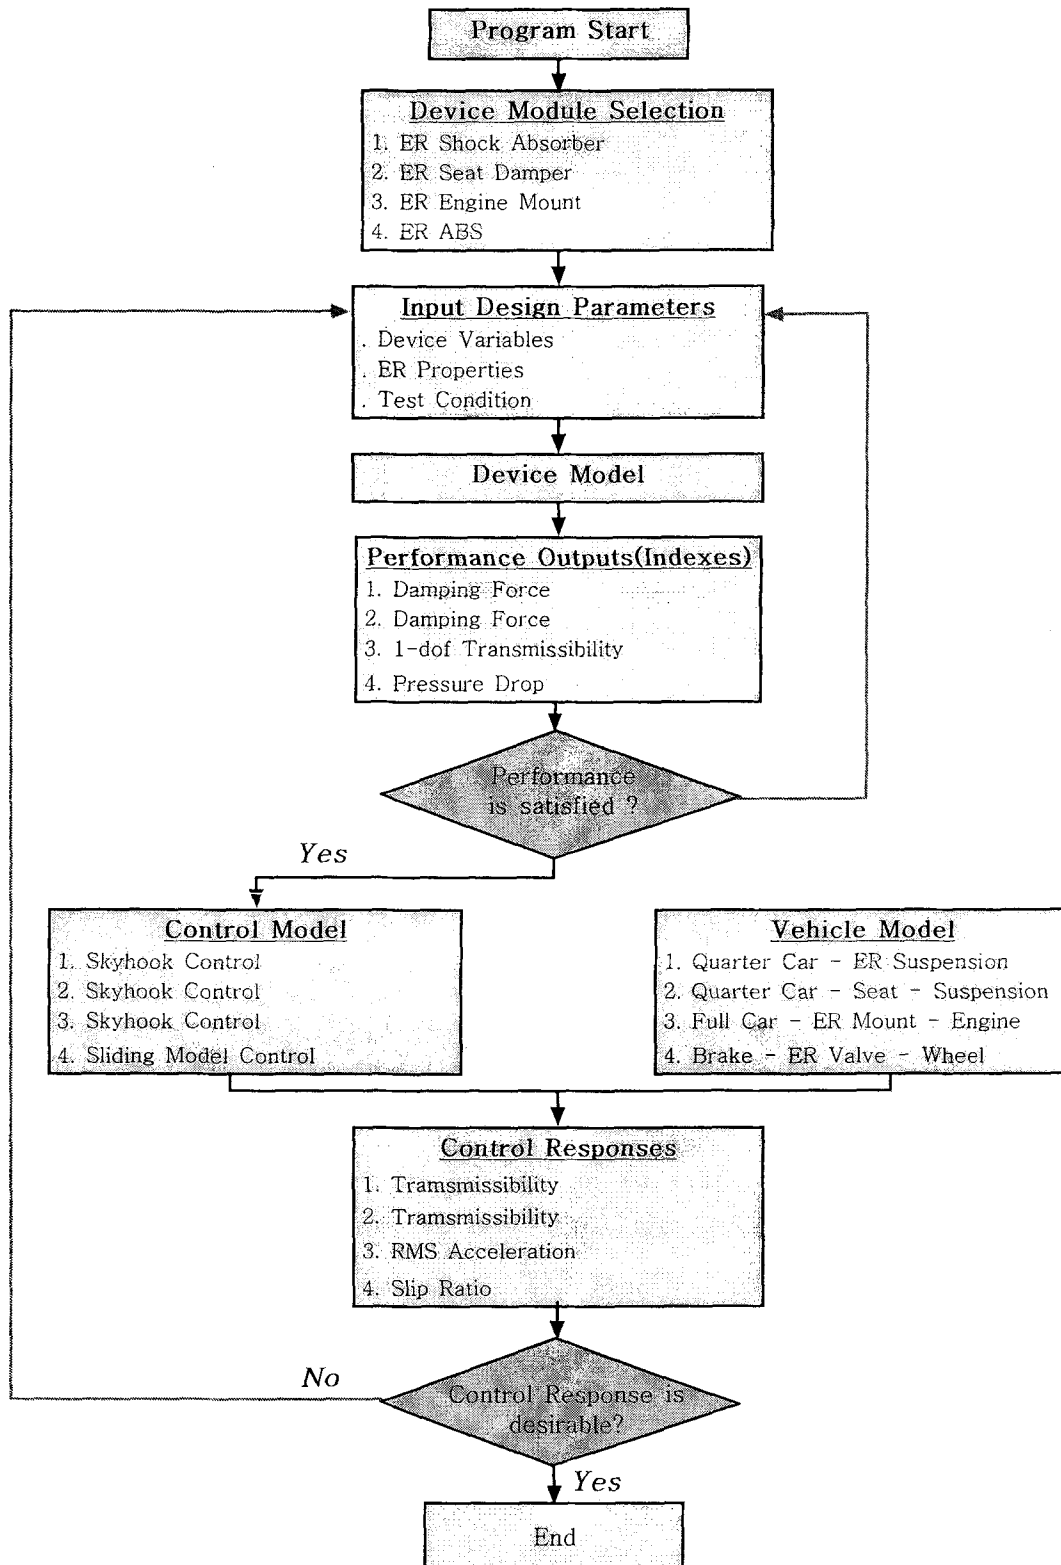 Program Start
Device Module Selection
1. ER Shock Absorber
2. ER Seat Damper
3. ER Engine Mount
4. ER ABS
Input Design Parameters
. Device Variables
. ER Properties
. Test Condition
Device Model
Performance Outputs(Indexes)
1. Damping Force
2. Damping Force
3. 1-dof Transmissibility
4. Pressure Drop
Performance
is satisfied ?
Yes
Control Model
1. Skyhook Control
2. Skyhook Control
3. Skyhook Control
4. Sliding Model Control
Vehicle Model
1. Quarter Car - ER Suspension
2. Quarter Car - Seat - Suspension
3. Full Car - ER Mount - Engine
4. Brake - ER Valve - Wheel
Control Responses
1. Tramsmissibility
2. Tramsmissibility
3. RMS Acceleration
4. Slip Ratio
Control Response is
desirable?
No
Yes
End